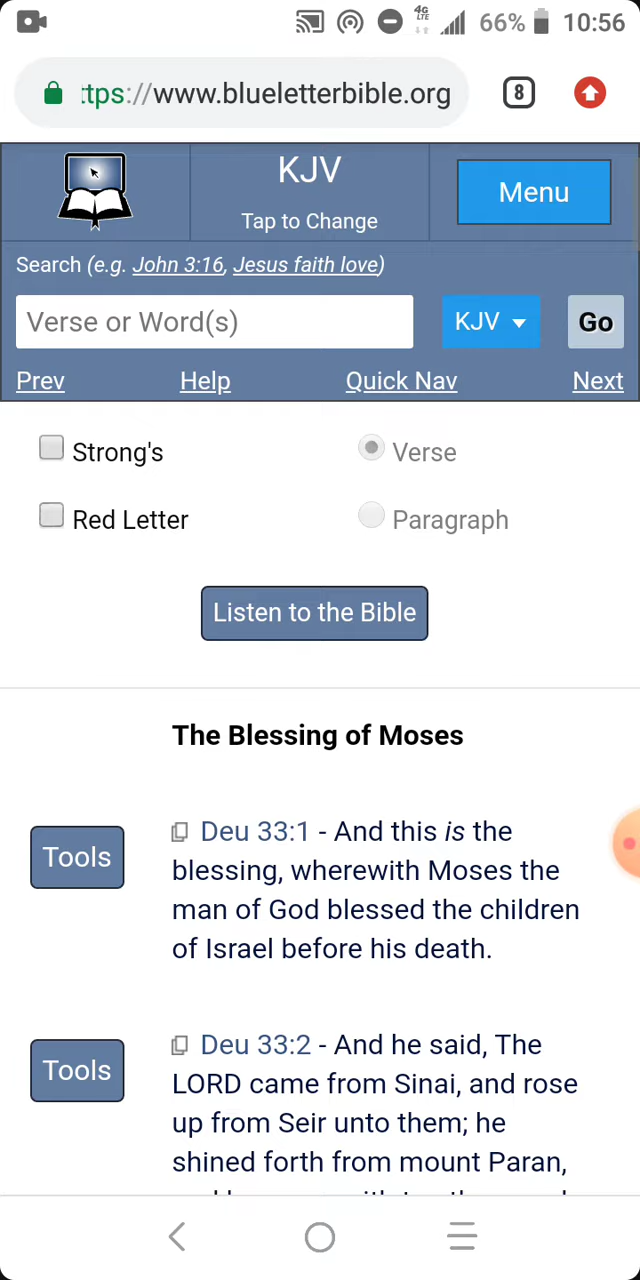 4G LTE 66% 10:56
ttps://www.blueletterbible.org 8
KJV
Tap to Change
Menu
Search (e.g. John 3:16, Jesus faith love)
Verse or Word(s) KJV Go
Prev Help Quick Nav Next
Strong's Verse
Red Letter Paragraph
Listen to the Bible
The Blessing of Moses
Tools
Deu 33:1 - And this is the
blessing, wherewith Moses the
man of God blessed the children
of Israel before his death.
Tools
Deu 33:2 - And he said, The
LORD came from Sinai, and rose
up from Seir unto them; he
shined forth from mount Paran,